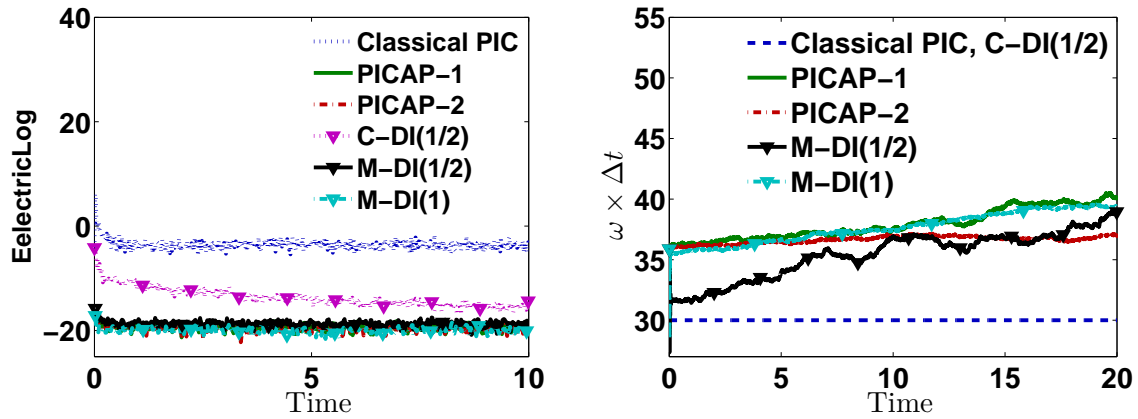 40
20
0
−20
EelectricLog
Classical PIC
PICAP−1
PICAP−2
C−DI(1/2)
M−DI(1/2)
M−DI(1)
0
5
10
Time
55
50
45
40
35
30
ω × Δt
Classical PIC, C−DI(1/2)
PICAP−1
PICAP−2
M−DI(1/2)
M−DI(1)
0
5
10
15
20
Time